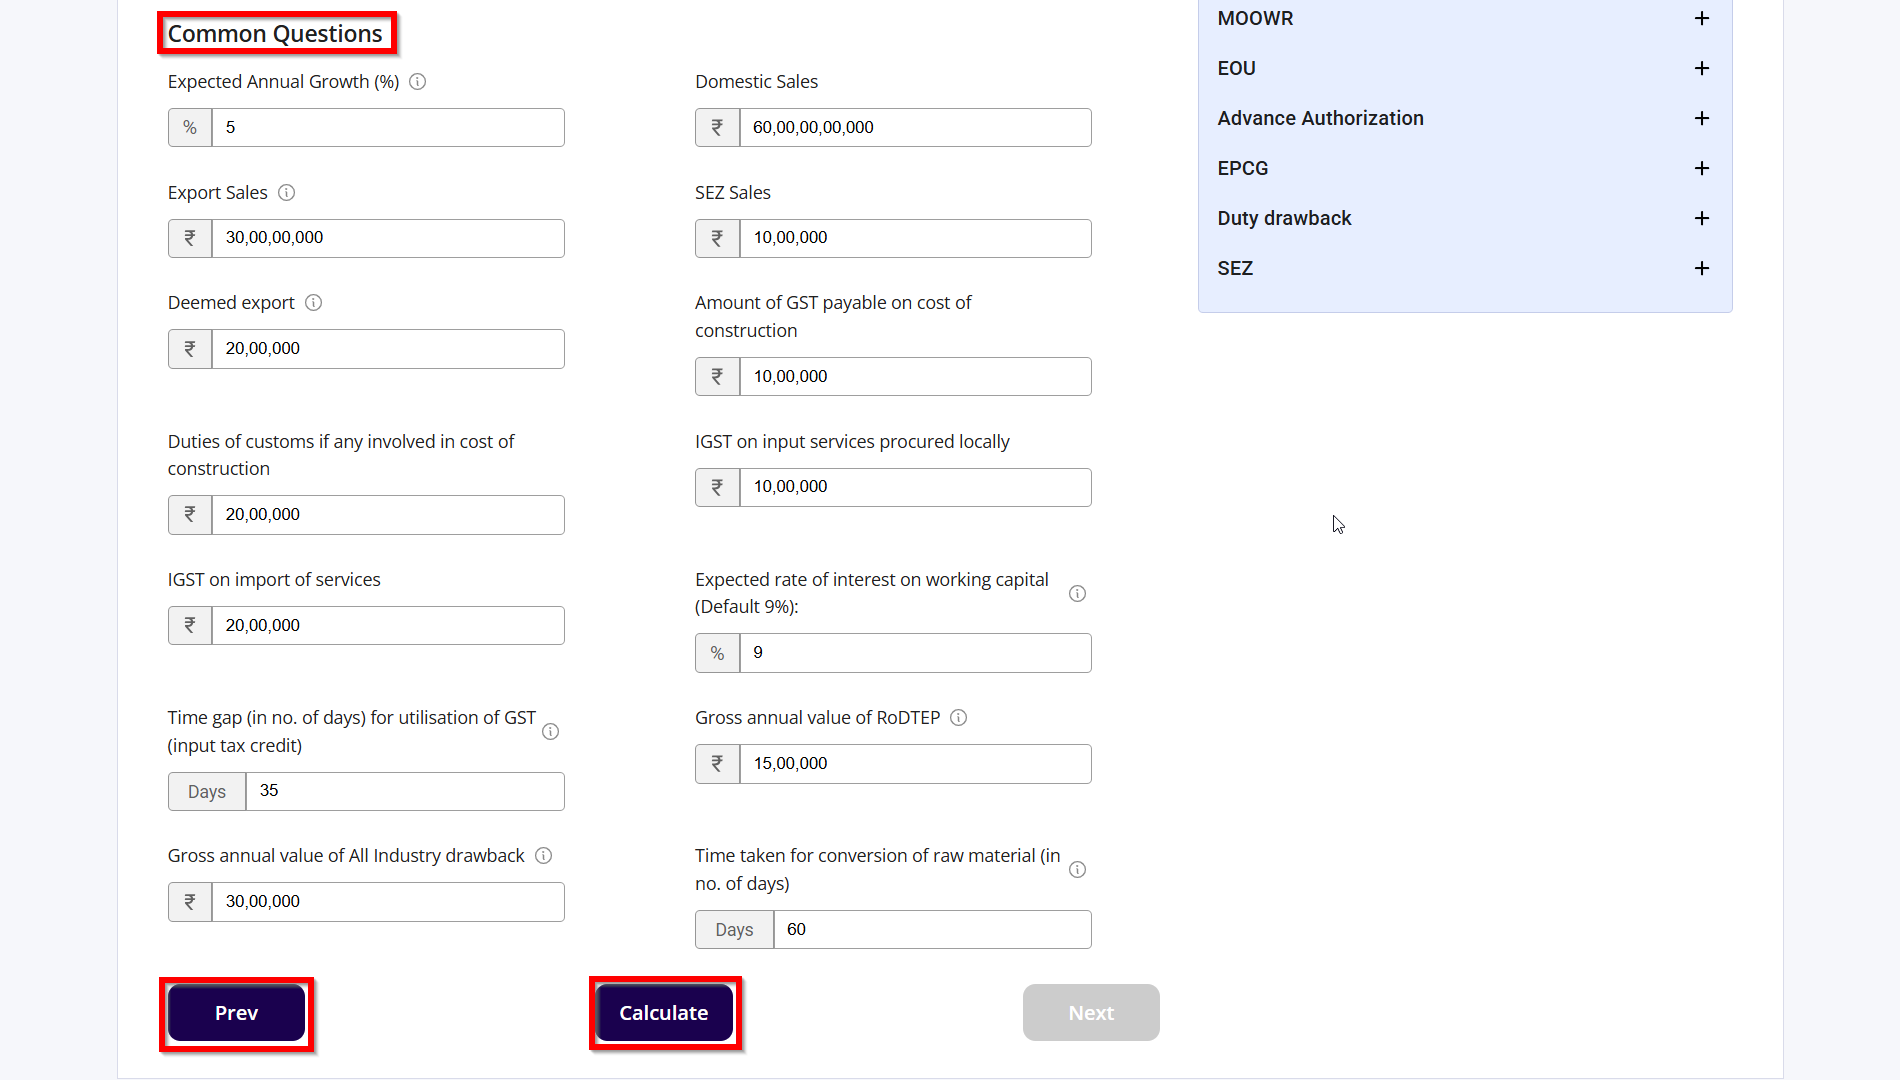 Common Questions
Expected Annual Growth (%)
% 5
Domestic Sales
₹ 60,00,00,00,000
Export Sales
₹ 30,00,00,000
SEZ Sales
₹ 10,00,000
Deemed export
₹ 20,00,000
Amount of GST payable on cost of
construction
₹ 10,00,000
Duties of customs if any involved in cost of
construction
₹ 20,00,000
IGST on input services procured locally
₹ 10,00,000
IGST on import of services
₹ 20,00,000
Expected rate of interest on working capital
(Default 9%):
% 9
Time gap (in no. of days) for utilisation of GST
(input tax credit)
Days 35
Gross annual value of RoDTEP
₹ 15,00,000
Gross annual value of All Industry drawback
₹ 30,00,000
Time taken for conversion of raw material (in
no. of days)
Days 60
Prev
Calculate
Next
MOOWR +
EOU +
Advance Authorization +
EPCG +
Duty drawback +
SEZ +